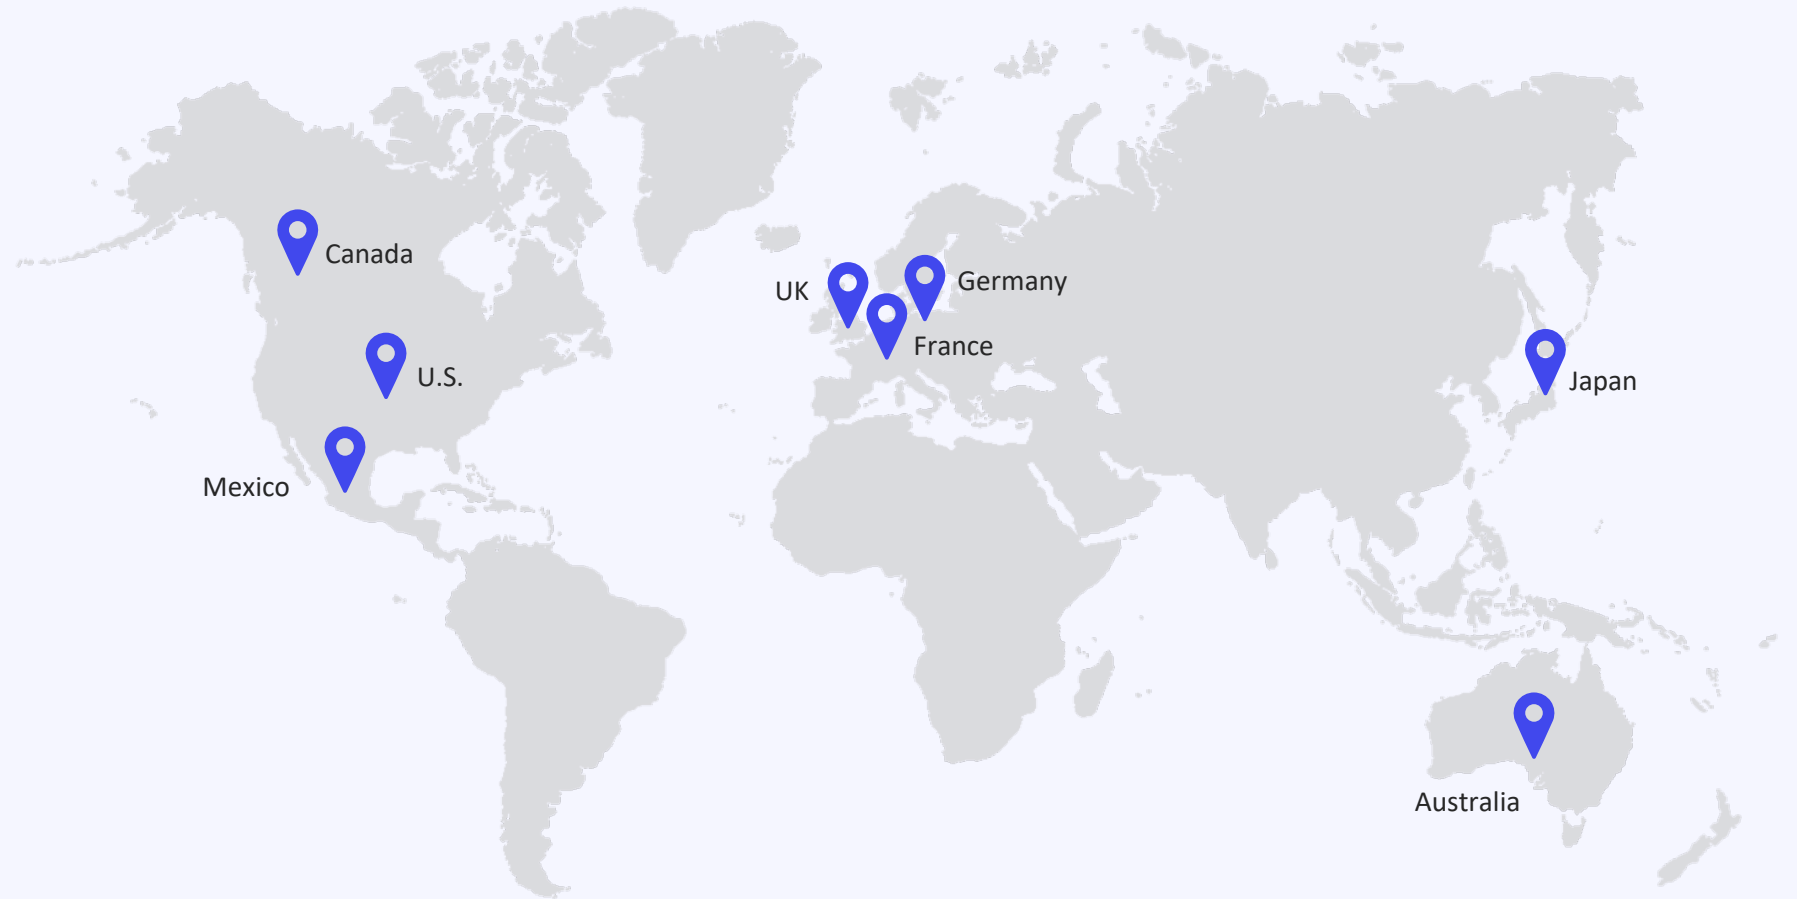 Canada
UK
Germany
France
U.S.
Japan
Mexico
Australia